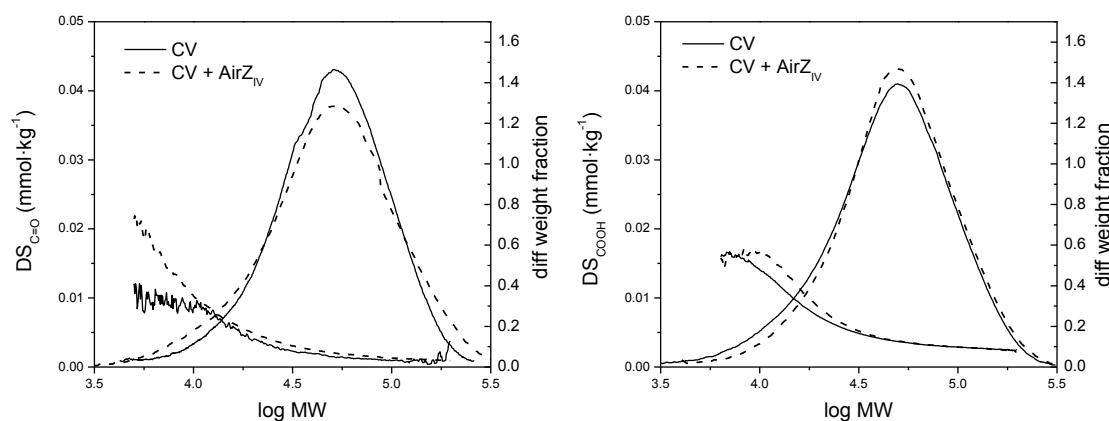 CV
CV + AirZIV
DSC=O (mmol·kg-1)
0.05
0.04
0.03
0.02
0.01
0.00
1.6
1.4
1.2
1.0
0.8
0.6
0.4
0.2
0.0
diff weight fraction
3.5 4.0 4.5 5.0 5.5
log MW
CV
CV + AirZIV
DSCOOH (mmol·kg-1)
0.05
0.04
0.03
0.02
0.01
0.00
1.6
1.4
1.2
1.0
0.8
0.6
0.4
0.2
0.0
diff weight fraction
3.5 4.0 4.5 5.0 5.5
log MW